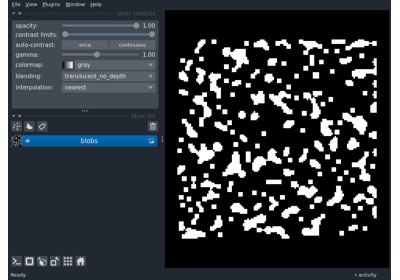 File View Plugins Window Help
layer controls
opacity: 1.00
contrast limits:
auto-contrast: once continuous
gamma: 1.00
colormap: gray
blending: translucent_no_depth
interpolation: nearest
layer list
blobs
Ready
activity